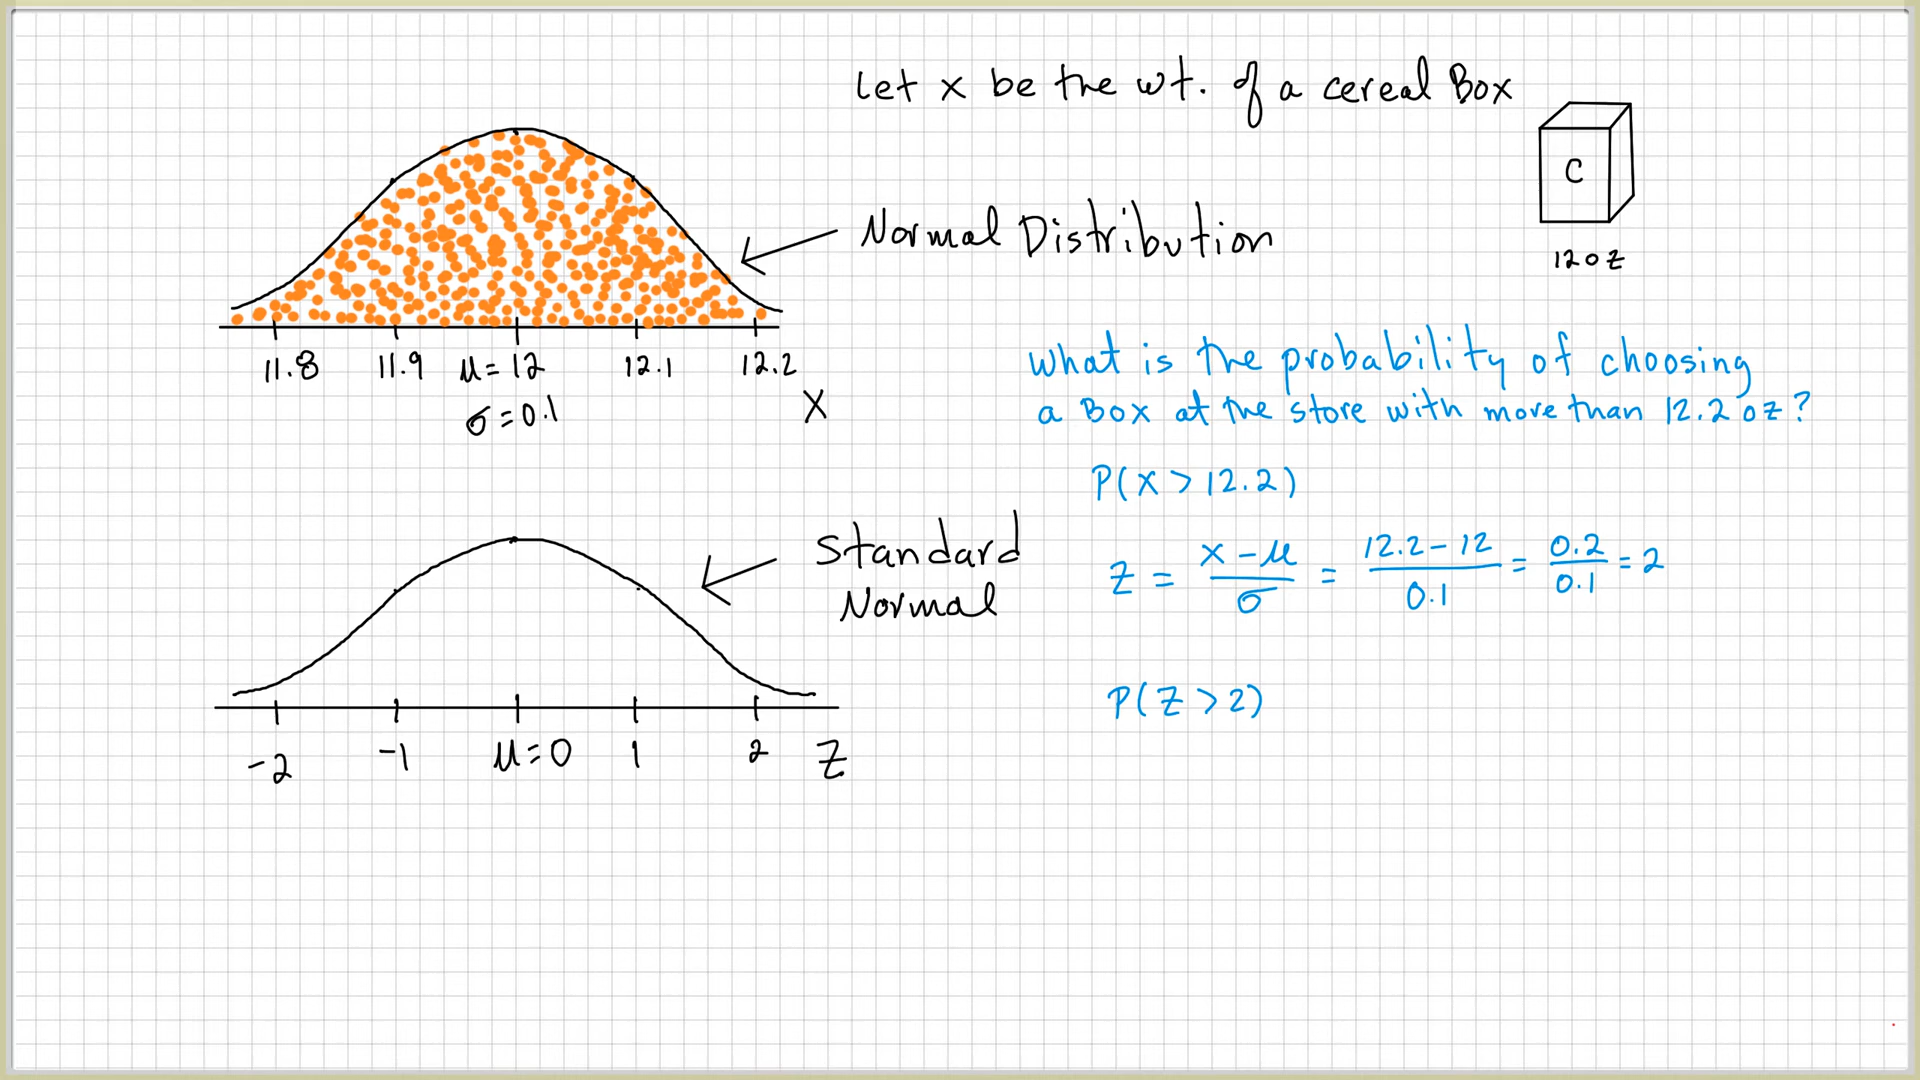 Let x be the wt. of a cereal Box
C
12 oz
Normal Distribution
11.8 11.9 μ = 12 12.1 12.2
σ = 0.1
X
What is the probability of choosing
a Box at the store with more than 12.2 oz?
P(x > 12.2)
Z = (x - μ)/σ = (12.2 - 12)/0.1 = 0.2/0.1 = 2
Standard
Normal
P(Z > 2)
-2 -1 μ = 0 1 2 Z